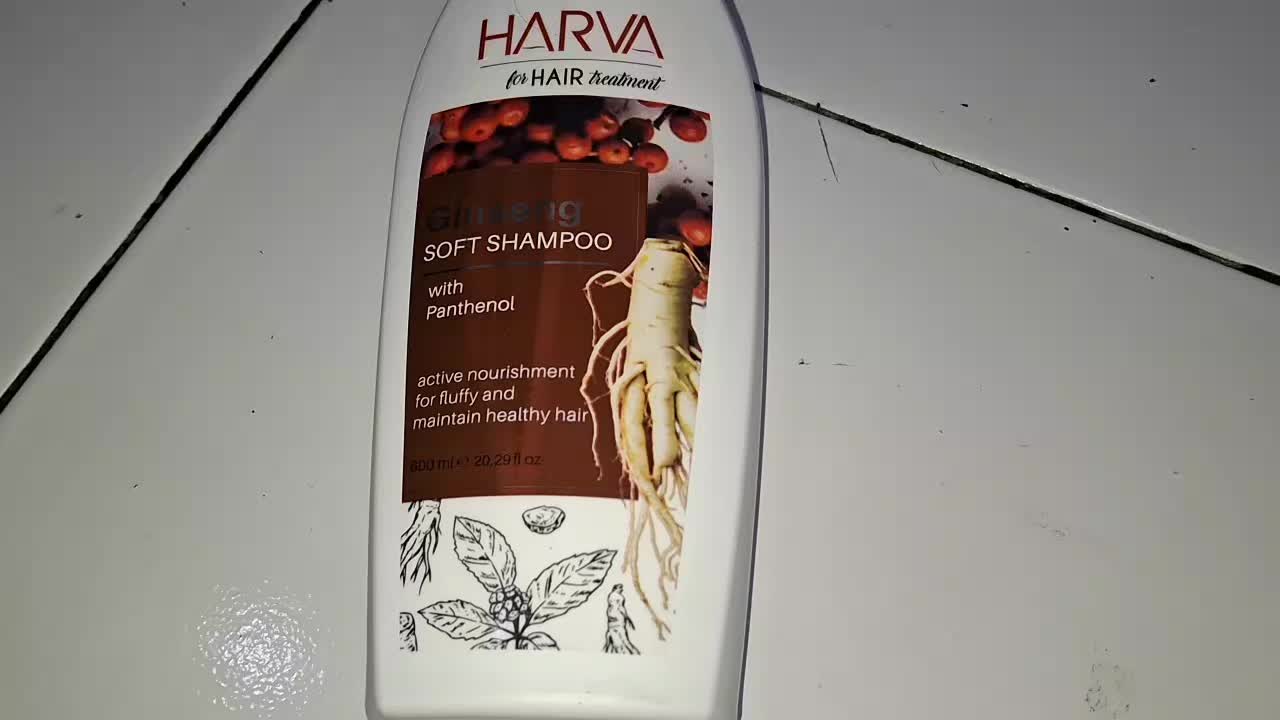 HARVA
for HAIR treatment
Ginseng
SOFT SHAMPOO
with
Panthenol
active nourishment
for fluffy and
maintain healthy hair
600 ml ℮ 20,29 fl oz